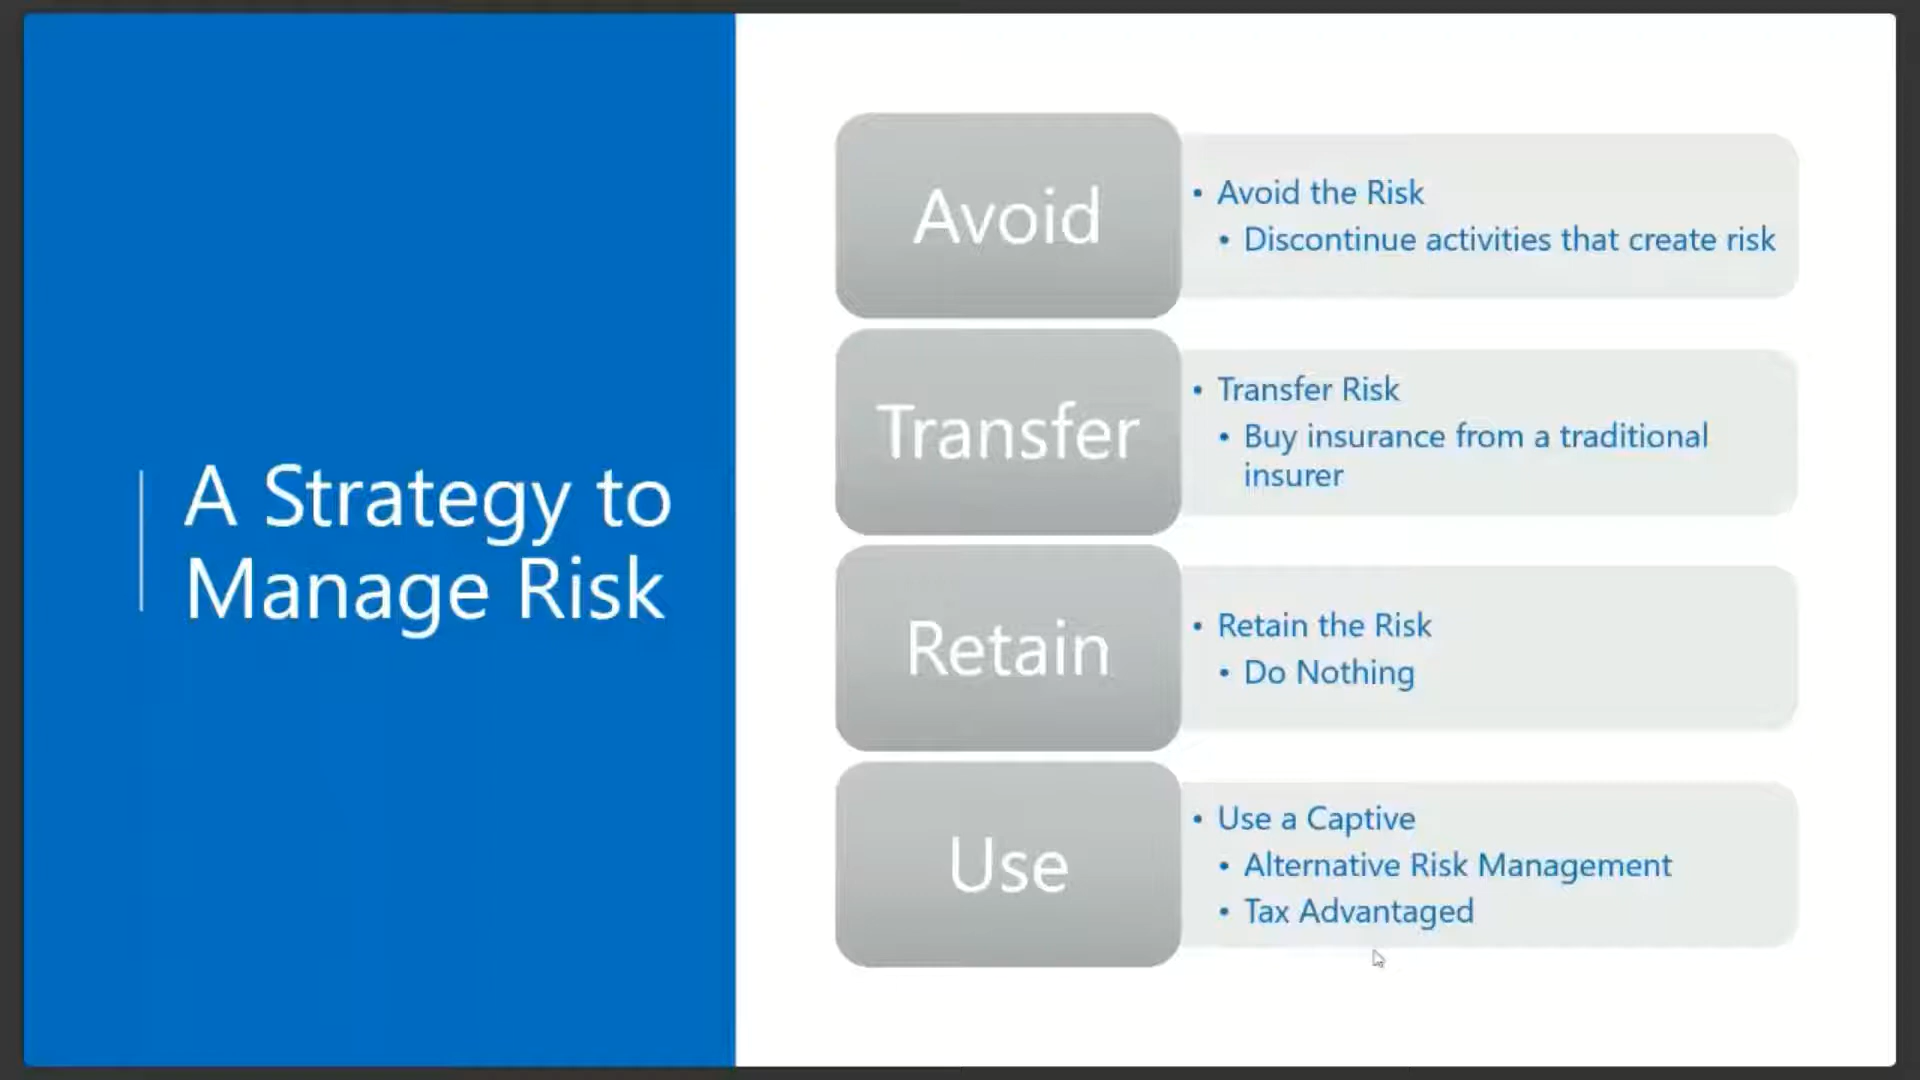 A Strategy to
Manage Risk
Avoid
• Avoid the Risk
• Discontinue activities that create risk
Transfer
• Transfer Risk
• Buy insurance from a traditional
insurer
Retain
• Retain the Risk
• Do Nothing
Use
• Use a Captive
• Alternative Risk Management
• Tax Advantaged